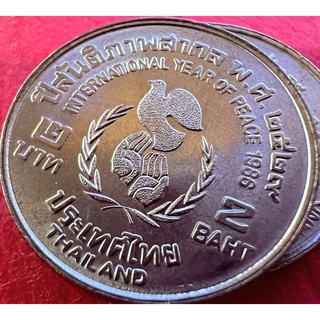 ปีสันติภาพสากล พ.ศ. ๒๕๒๙
INTERNATIONAL YEAR OF PEACE 1986
๒ บาท
2 BAHT
ประเทศไทย
THAILAND